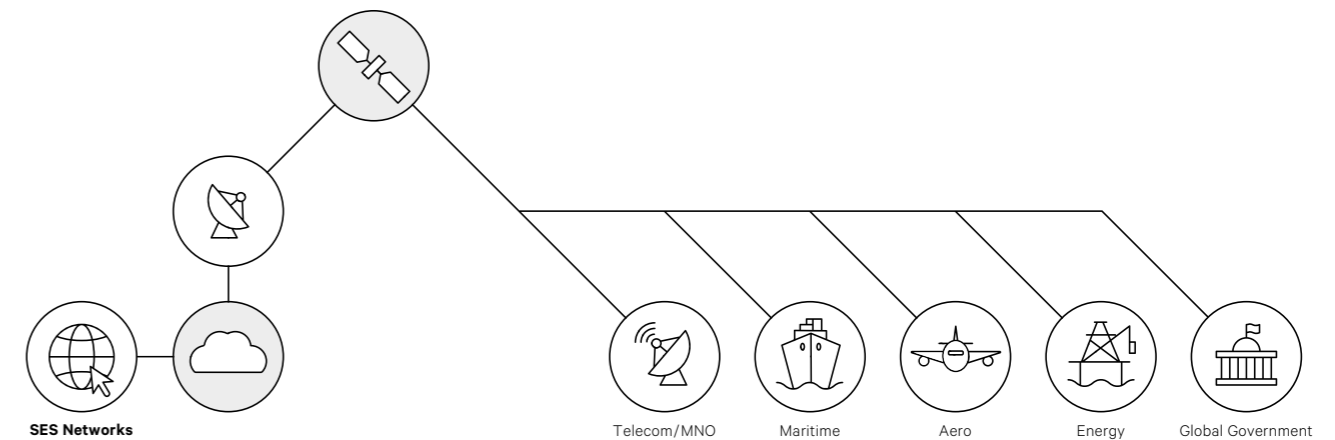 SES Networks
Telecom/MNO
Maritime
Aero
Energy
Global Government